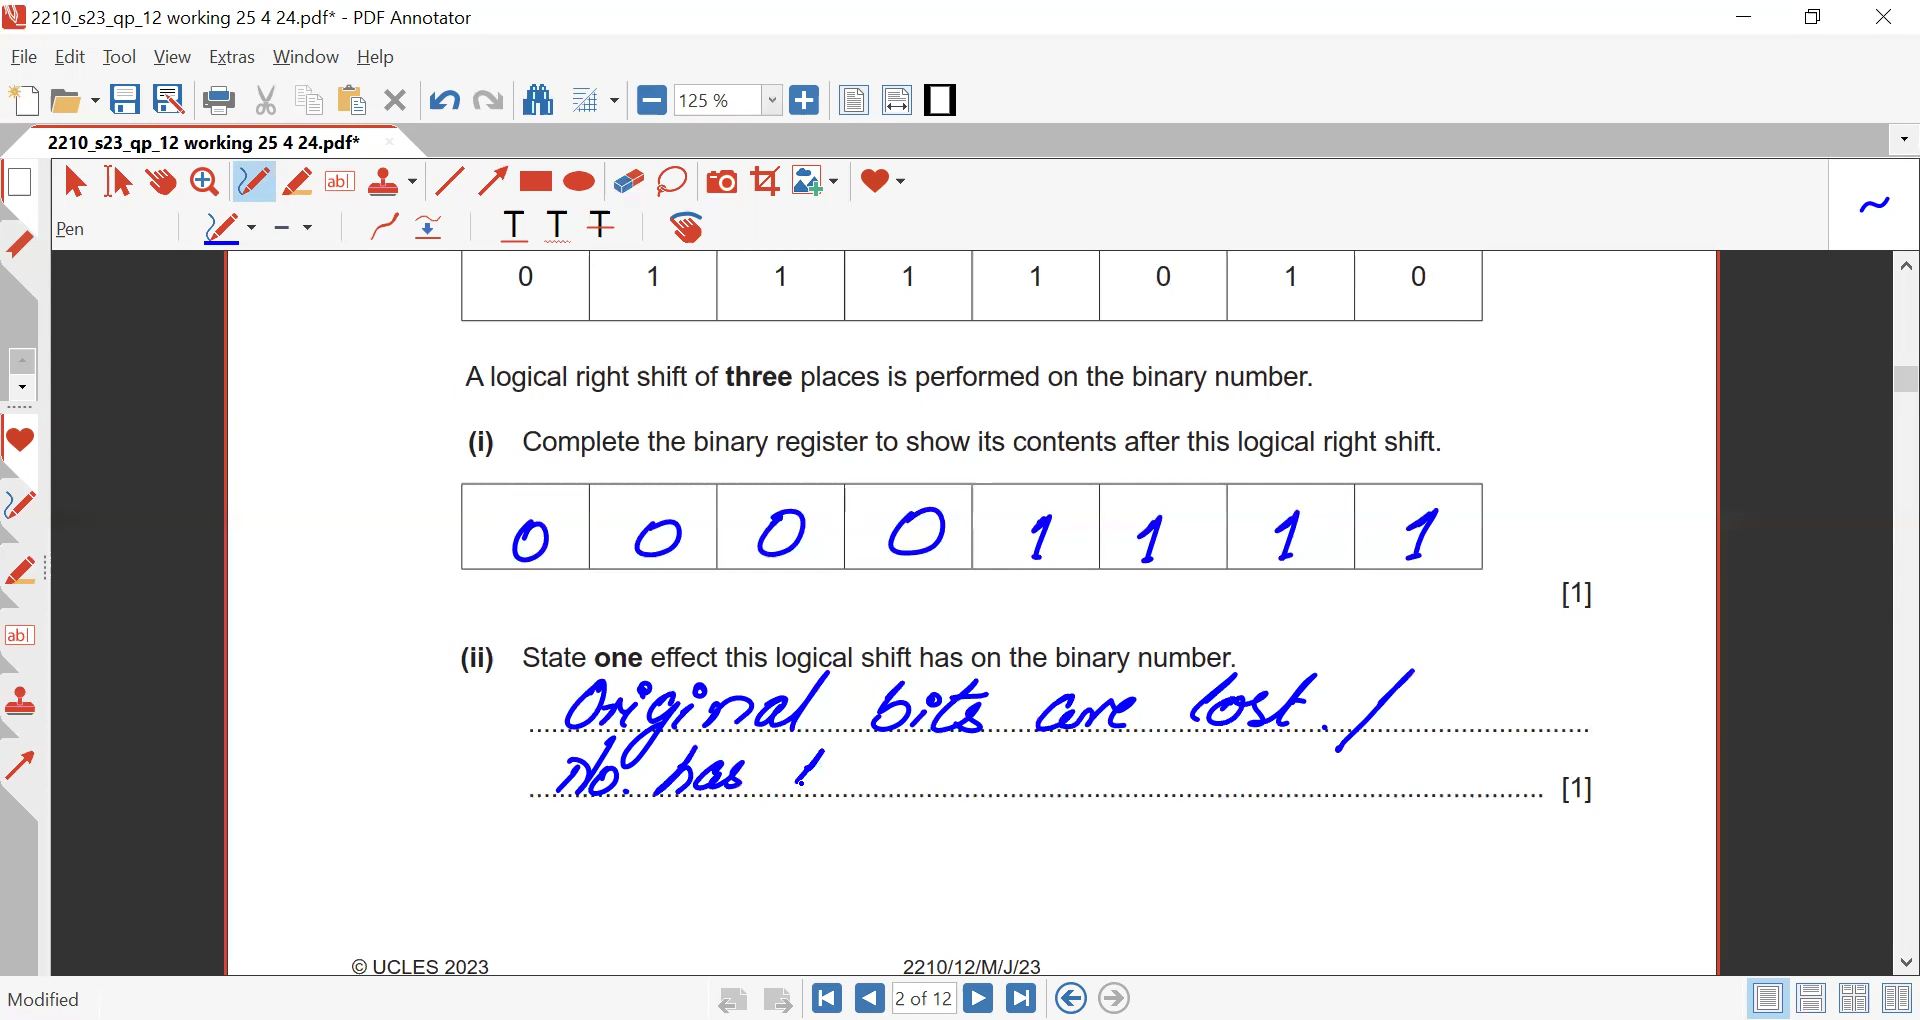 2210_s23_qp_12 working 25 4 24.pdf* - PDF Annotator
File Edit Tool View Extras Window Help
125 %
2210_s23_qp_12 working 25 4 24.pdf*
ab
T T T
Pen
0 1 1 1 1 0 1 0
A logical right shift of three places is performed on the binary number.
(i) Complete the binary register to show its contents after this logical right shift.
0 0 0 0 1 1 1 1
[1]
ab
(ii) State one effect this logical shift has on the binary number.
Original bits are lost. /
No. has
[1]
© UCLES 2023 2210/12/M/J/23
Modified 2 of 12